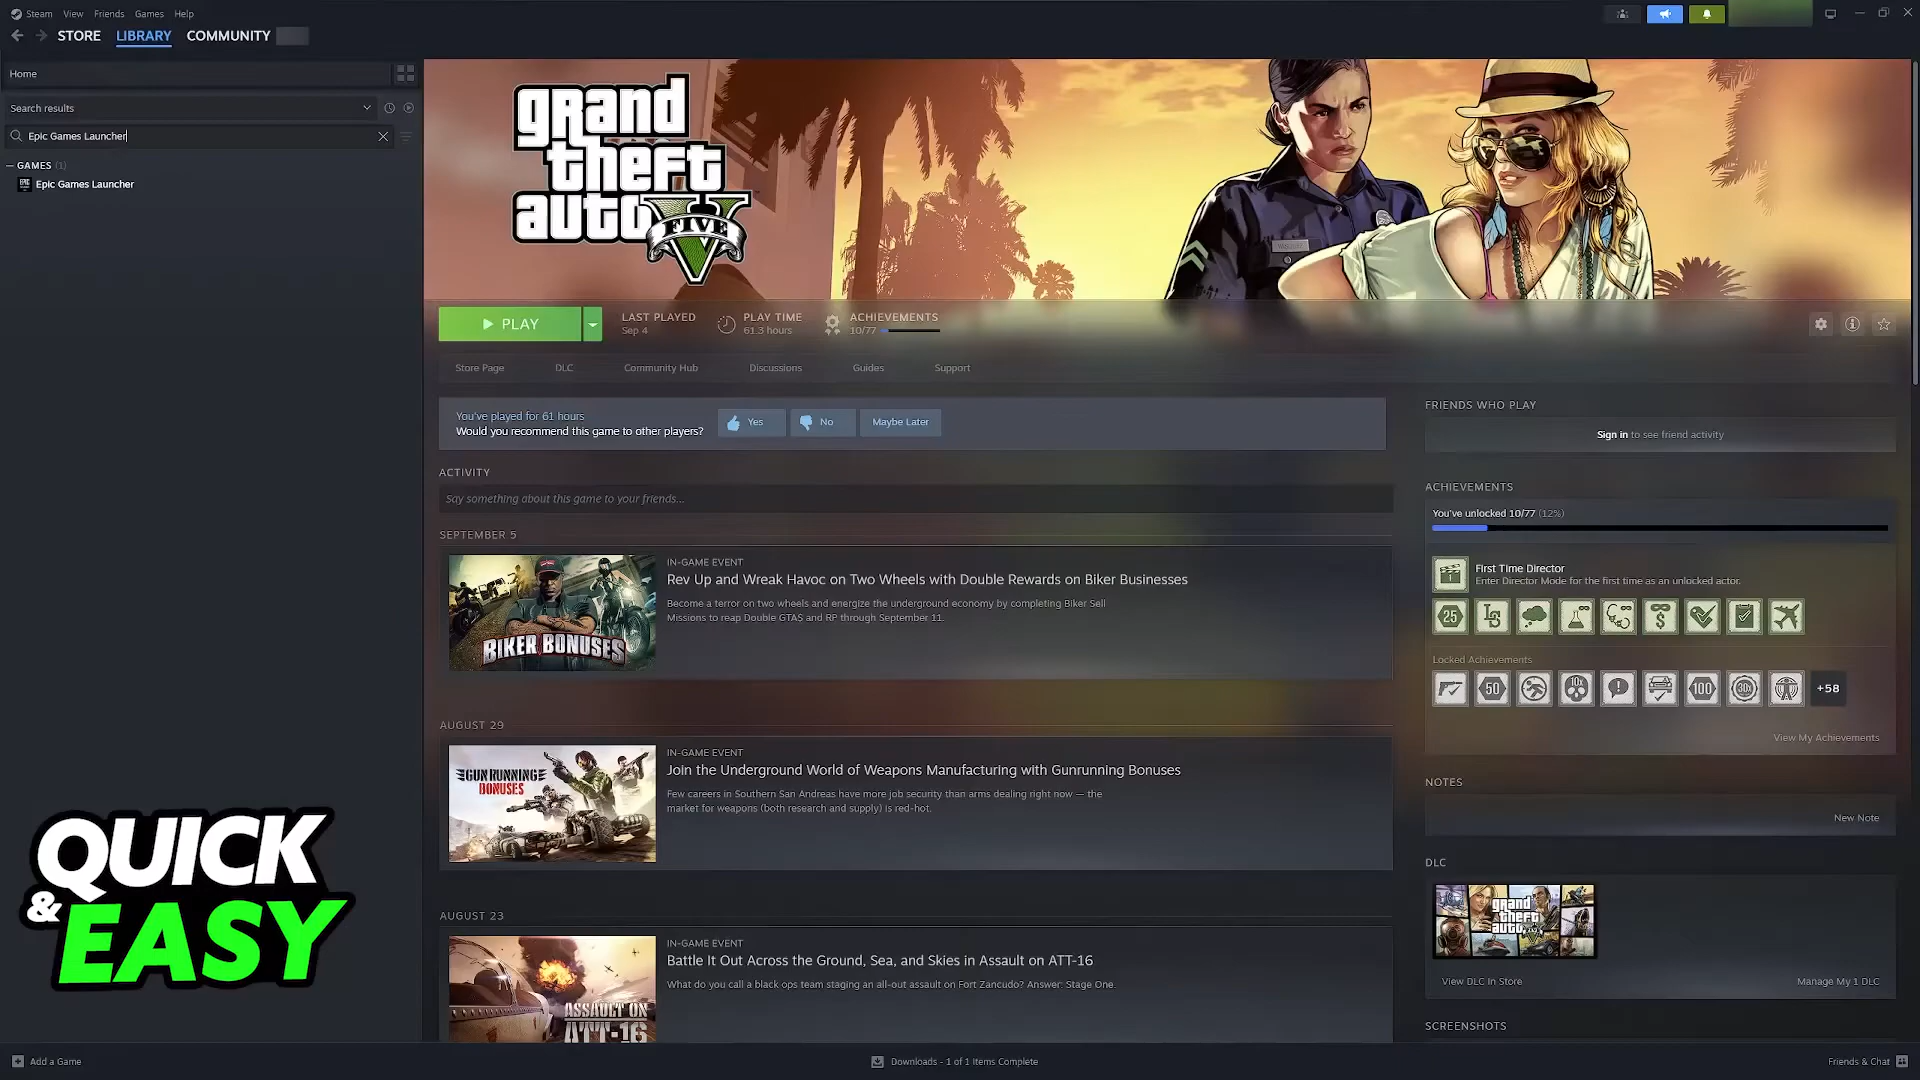 Steam View Friends Games Help
STORE LIBRARY COMMUNITY
Home
Search results
Epic Games Launcher
GAMES (1)
Epic Games Launcher
grand
theft
auto
FIVE
PLAY
LAST PLAYED
Sep 4
PLAY TIME
61.3 hours
ACHIEVEMENTS
10/77
Store Page DLC Community Hub Discussions Guides Support
You've played for 61 hours
Would you recommend this game to other players?
Yes No Maybe Later
ACTIVITY
Say something about this game to your friends...
SEPTEMBER 5
BIKER BONUSES
IN-GAME EVENT
Rev Up and Wreak Havoc on Two Wheels with Double Rewards on Biker Businesses
Become a terror on two wheels and energize the underground economy by completing Biker Sell
Missions to reap Double GTA$ and RP through September 11.
AUGUST 29
GUNRUNNING
BONUSES
IN-GAME EVENT
Join the Underground World of Weapons Manufacturing with Gunrunning Bonuses
Few careers in Southern San Andreas have more job security than arms dealing right now — the
market for weapons (both research and supply) is red-hot.
AUGUST 23
ASSAULT ON
ATT-16
IN-GAME EVENT
Battle It Out Across the Ground, Sea, and Skies in Assault on ATT-16
What do you call a black ops team staging an all-out assault on Fort Zancudo? Answer: Stage One.
FRIENDS WHO PLAY
Sign in to see friend activity
ACHIEVEMENTS
You've unlocked 10/77 (12%)
First Time Director
Enter Director Mode for the first time as an unlocked actor.
25 LS
Locked Achievements
50 10x 100 30x +58
View My Achievements
NOTES
New Note
DLC
grand
theft
auto
View DLC In Store Manage My 1 DLC
SCREENSHOTS
QUICK
& EASY
Add a Game
Downloads - 1 of 1 Items Complete
Friends & Chat